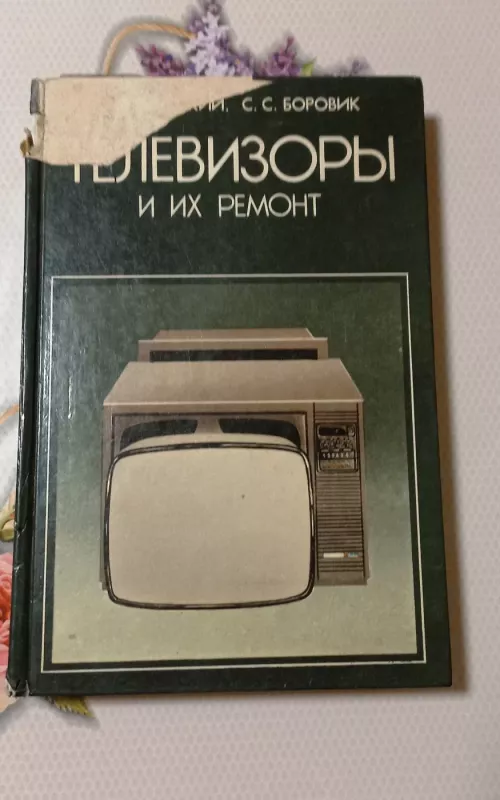 С. С. БОРОВИК
ТЕЛЕВИЗОРЫ
И ИХ РЕМОНТ